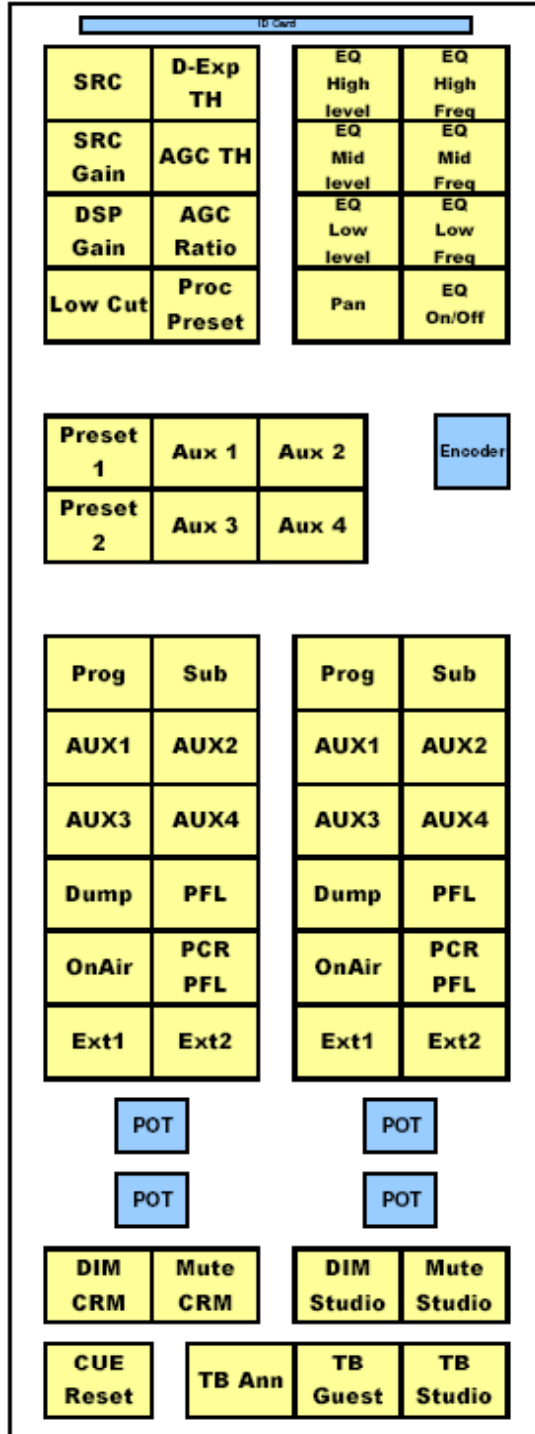 ID Card
SRC
D-Exp
TH
EQ
High
level
EQ
High
Freq
SRC
Gain
AGC TH
EQ
Mid
level
EQ
Mid
Freq
DSP
Gain
AGC
Ratio
EQ
Low
level
EQ
Low
Freq
Low Cut
Proc
Preset
Pan
EQ
On/Off
Preset
1
Aux 1
Aux 2
Encoder
Preset
2
Aux 3
Aux 4
Prog
Sub
Prog
Sub
AUX1
AUX2
AUX1
AUX2
AUX3
AUX4
AUX3
AUX4
Dump
PFL
Dump
PFL
OnAir
PCR
PFL
OnAir
PCR
PFL
Ext1
Ext2
Ext1
Ext2
POT
POT
POT
POT
DIM
CRM
Mute
CRM
DIM
Studio
Mute
Studio
CUE
Reset
TB Ann
TB
Guest
TB
Studio